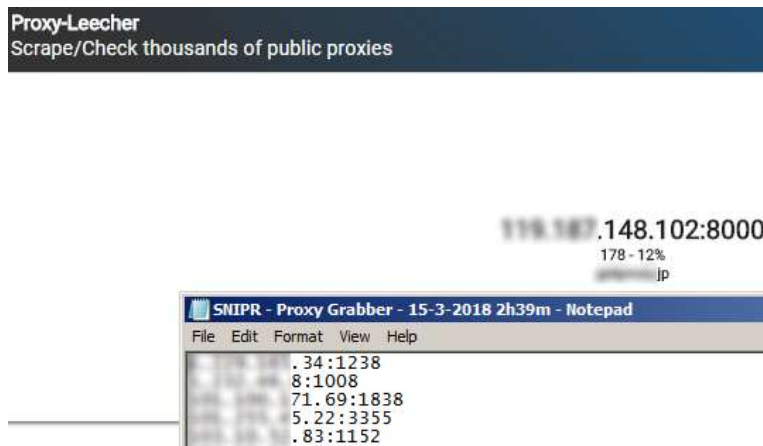 Proxy-Leecher
Scrape/Check thousands of public proxies
.148.102:8000
178 - 12%
jp
SNIPR - Proxy Grabber - 15-3-2018 2h39m - Notepad
File Edit Format View Help
.34:1238
8:1008
71.69:1838
5.22:3355
.83:1152